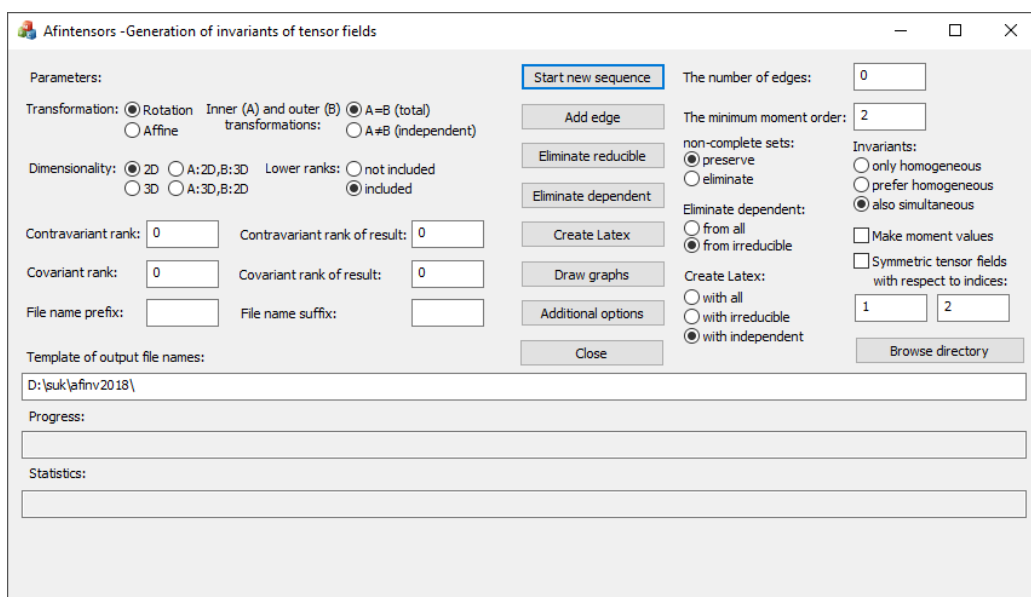 Afintensors -Generation of invariants of tensor fields
Parameters:
Transformation: Rotation Affine
Inner (A) and outer (B) transformations: A=B (total) A≠B (independent)
Dimensionality: 2D A:2D,B:3D 3D A:3D,B:2D
Lower ranks: not included included
Contravariant rank: 0 Contravariant rank of result: 0
Covariant rank: 0 Covariant rank of result: 0
File name prefix: File name suffix:
Start new sequence
Add edge
Eliminate reducible
Eliminate dependent
Create Latex
Draw graphs
Additional options
Close
The number of edges: 0
The minimum moment order: 2
non-complete sets:
preserve
eliminate
Eliminate dependent:
from all
from irreducible
Create Latex:
with all
with irreducible
with independent
Invariants:
only homogeneous
prefer homogeneous
also simultaneous
Make moment values
Symmetric tensor fields
with respect to indices:
1 2
Browse directory
Template of output file names:
D:\suk\afinv2018\
Progress:
Statistics: